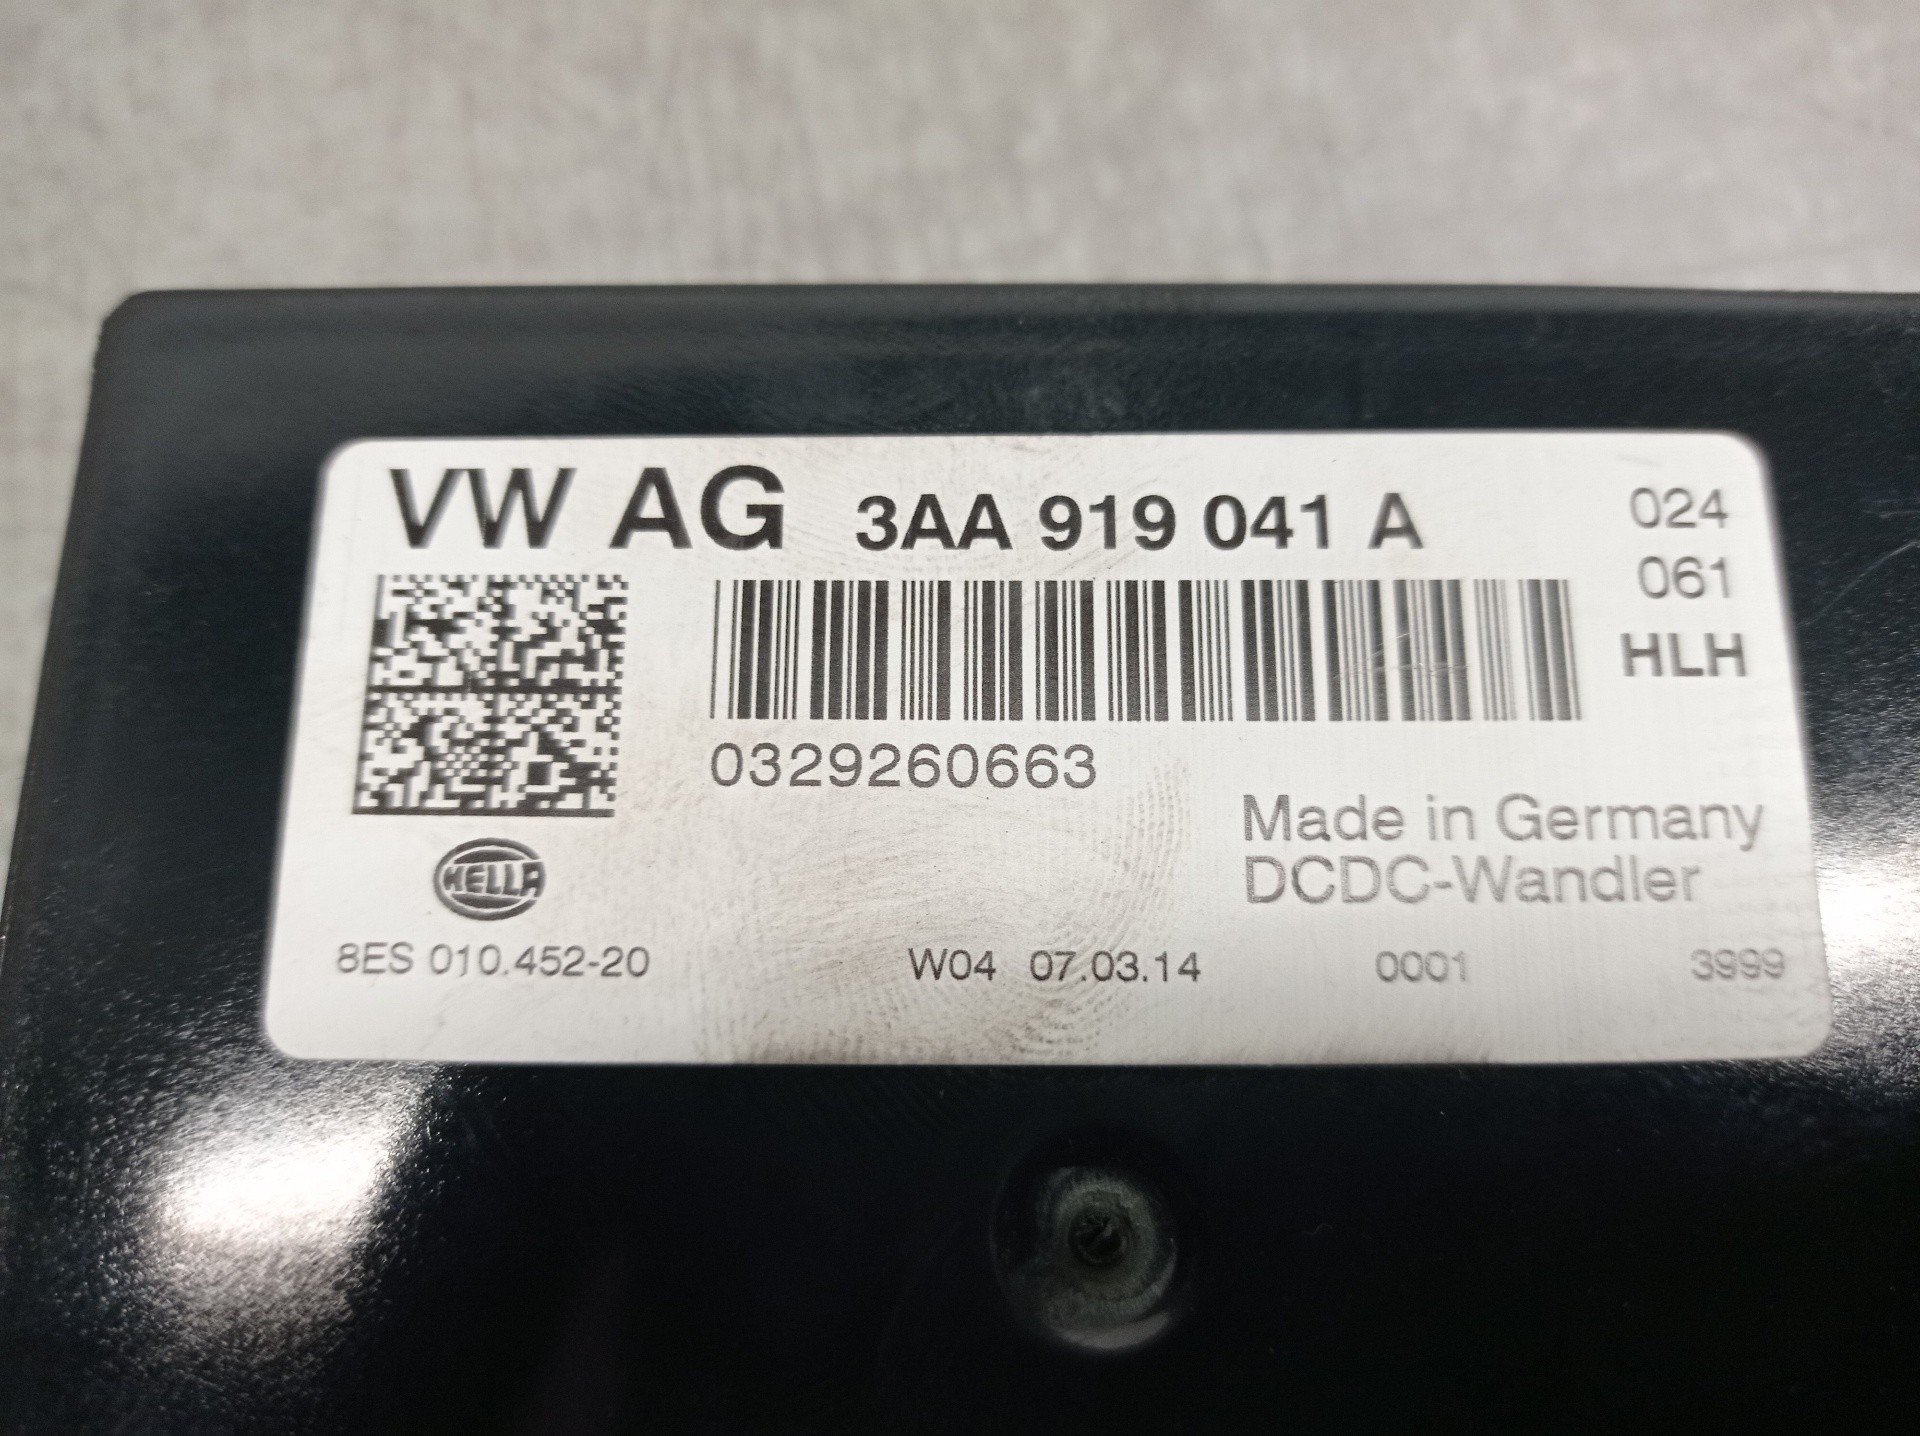 VW AG 3AA 919 041 A
024
061
HLH
0329260663
Made in Germany
DCDC-Wandler
HELLA
8ES 010.452-20 W04 07.03.14 0001 3999